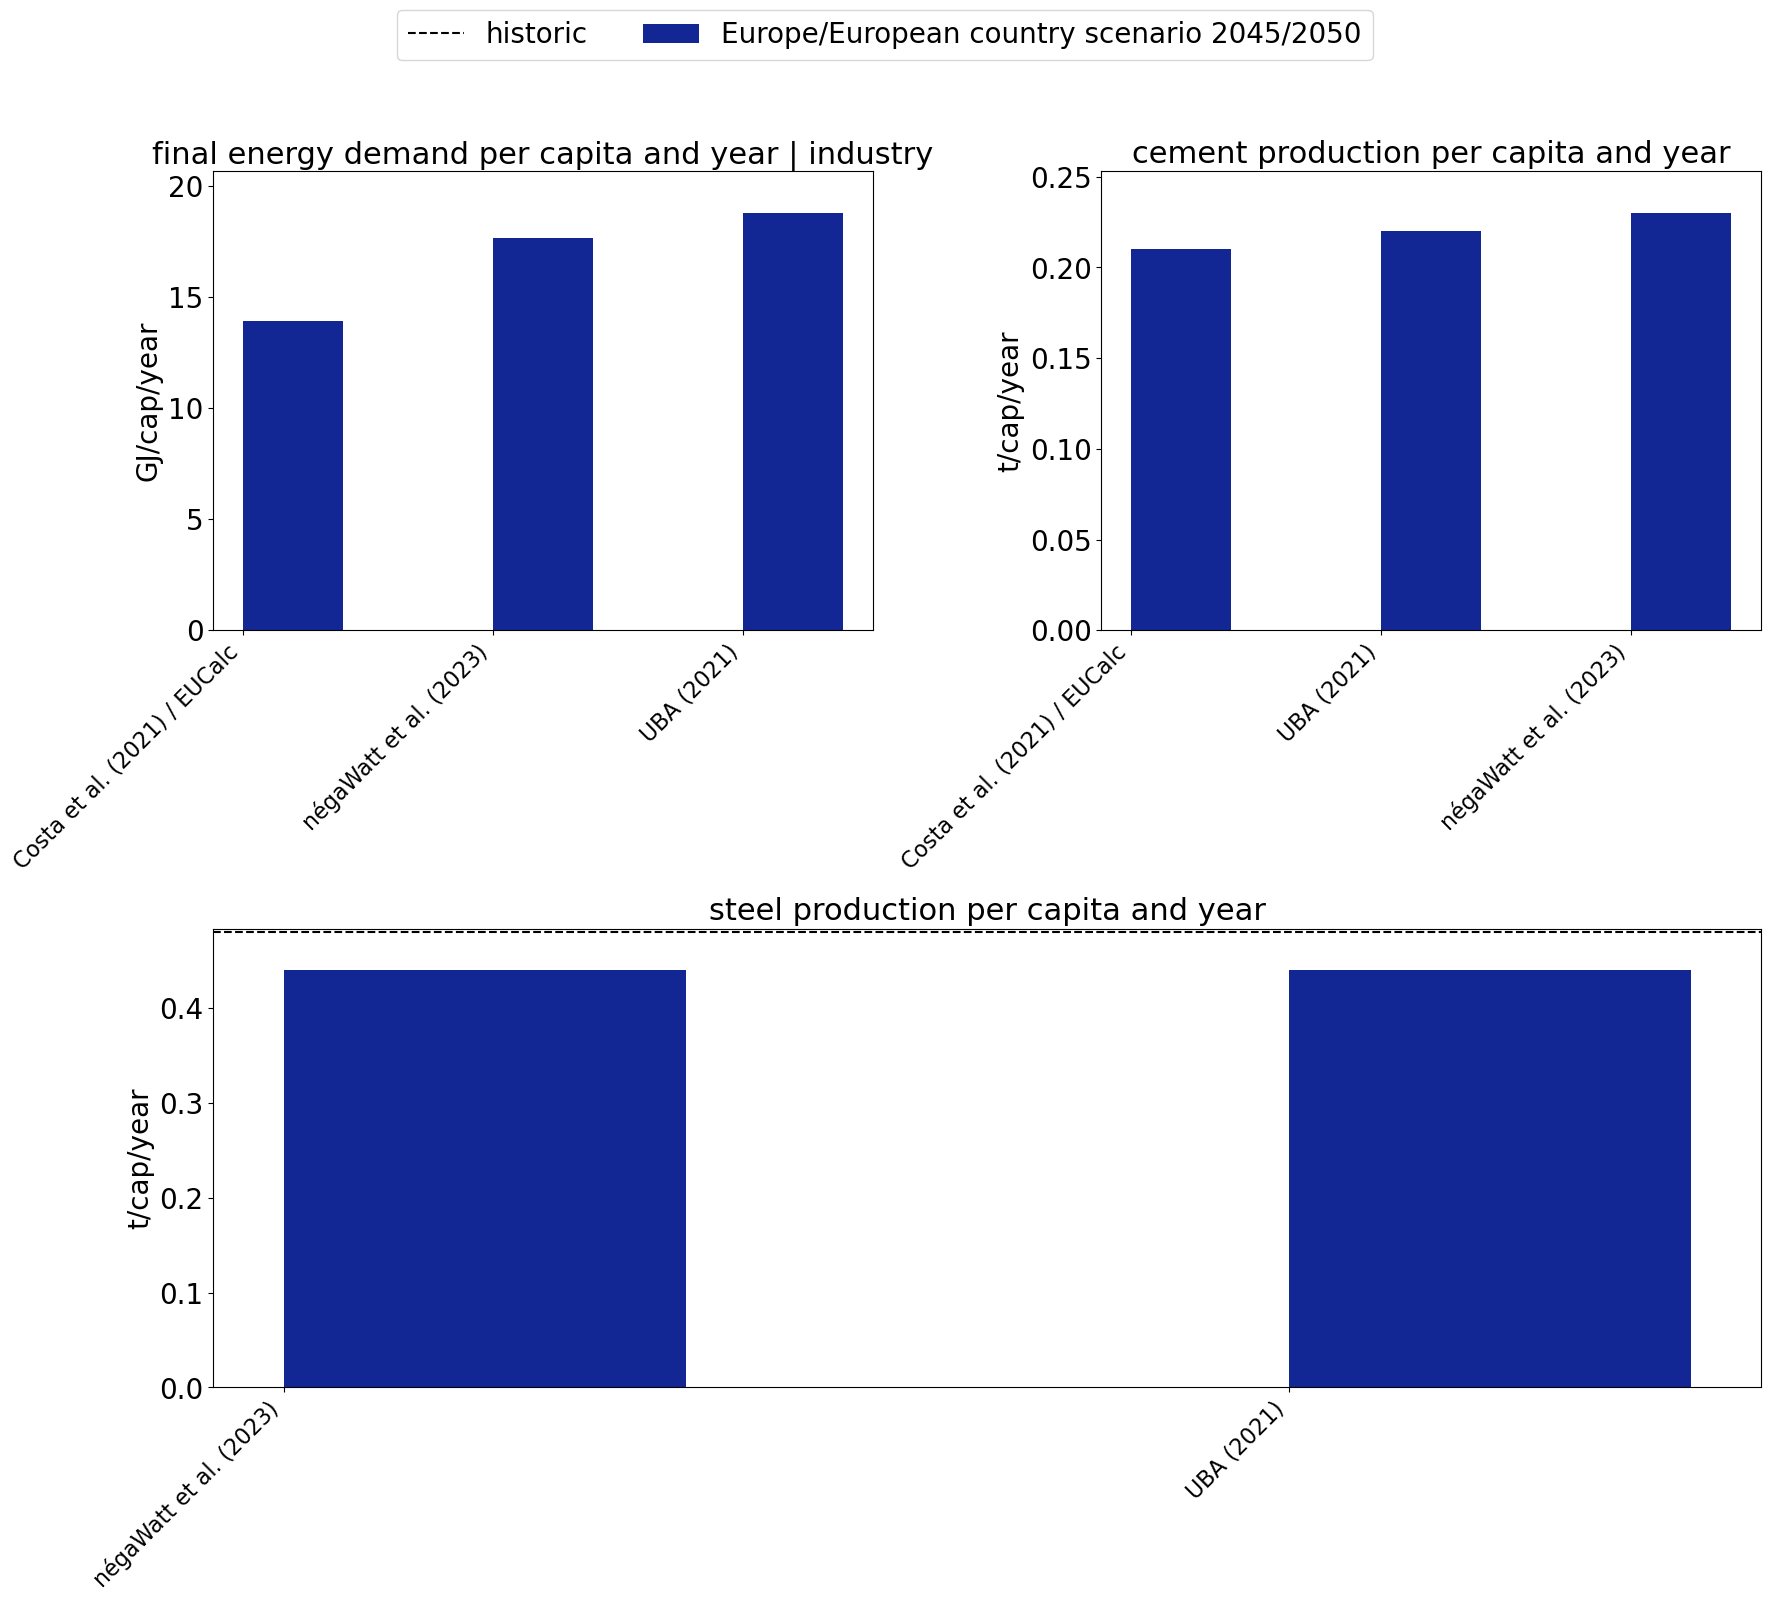 historic
Europe/European country scenario 2045/2050
final energy demand per capita and year | industry
GJ/cap/year
20
15
10
5
0
Costa et al. (2021) / EUCalc
négaWatt et al. (2023)
UBA (2021)
cement production per capita and year
t/cap/year
0.25
0.20
0.15
0.10
0.05
0.00
Costa et al. (2021) / EUCalc
UBA (2021)
négaWatt et al. (2023)
steel production per capita and year
t/cap/year
0.4
0.3
0.2
0.1
0.0
négaWatt et al. (2023)
UBA (2021)